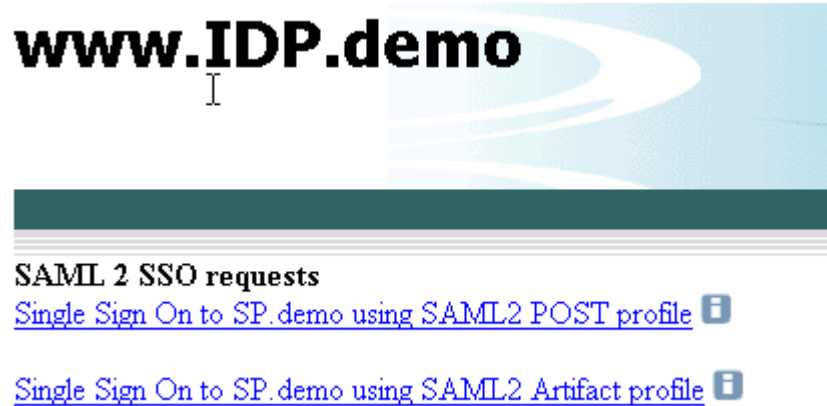 www.IDP.demo
SAML 2 SSO requests
Single Sign On to SP.demo using SAML2 POST profile
Single Sign On to SP.demo using SAML2 Artifact profile